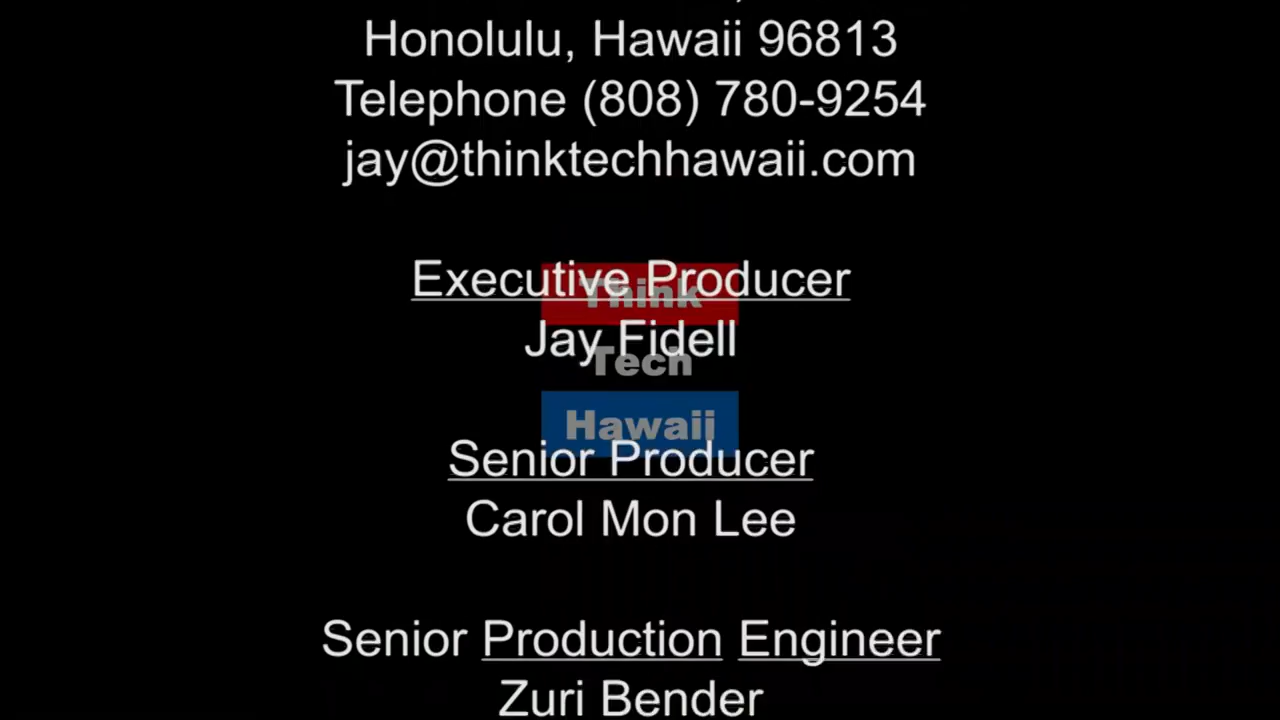 Honolulu, Hawaii 96813
Telephone (808) 780-9254
jay@thinktechhawaii.com
Executive Producer
Think
Jay Fidell
Tech
Hawaii
Senior Producer
Carol Mon Lee
Senior Production Engineer
Zuri Bender